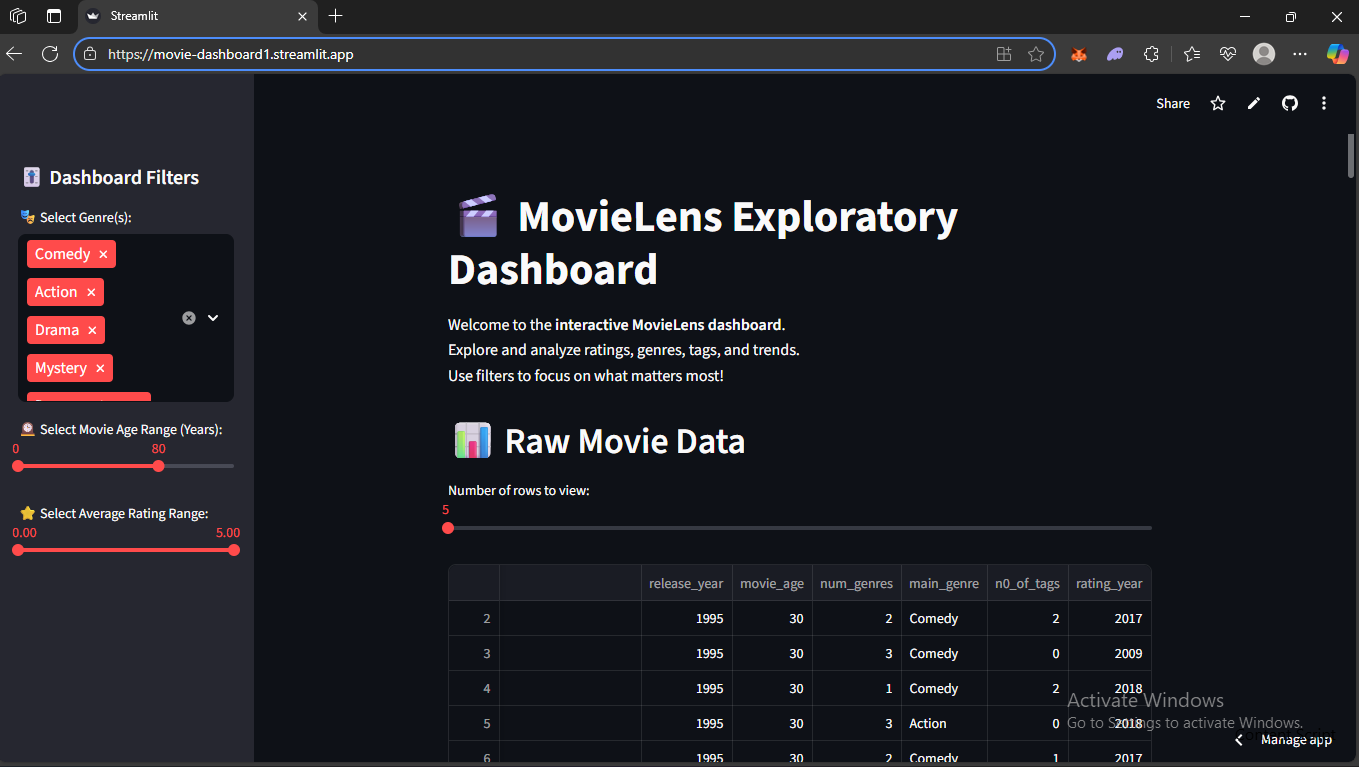 Streamlit
https://movie-dashboard1.streamlit.app
Share
Dashboard Filters
Select Genre(s):
Comedy
Action
Drama
Mystery
Select Movie Age Range (Years):
0 80
Select Average Rating Range:
0.00 5.00
MovieLens Exploratory
Dashboard
Welcome to the interactive MovieLens dashboard.
Explore and analyze ratings, genres, tags, and trends.
Use filters to focus on what matters most!
Raw Movie Data
Number of rows to view:
5
release_year movie_age num_genres main_genre n0_of_tags rating_year
2 1995 30 2 Comedy 2 2017
3 1995 30 3 Comedy 0 2009
4 1995 30 1 Comedy 2 2018
5 1995 30 3 Action 0 2018
6 1995 30 2 Comedy 1 2017
Activate Windows
Go to Settings to activate Windows.
Manage app